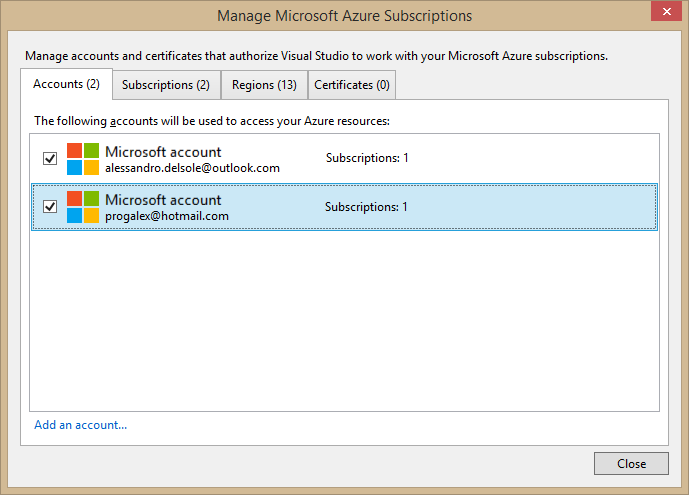 Manage Microsoft Azure Subscriptions
Manage accounts and certificates that authorize Visual Studio to work with your Microsoft Azure subscriptions.
Accounts (2) Subscriptions (2) Regions (13) Certificates (0)
The following accounts will be used to access your Azure resources:
Microsoft account
alessandro.delsole@outlook.com
Subscriptions: 1
Microsoft account
progalex@hotmail.com
Subscriptions: 1
Add an account...
Close